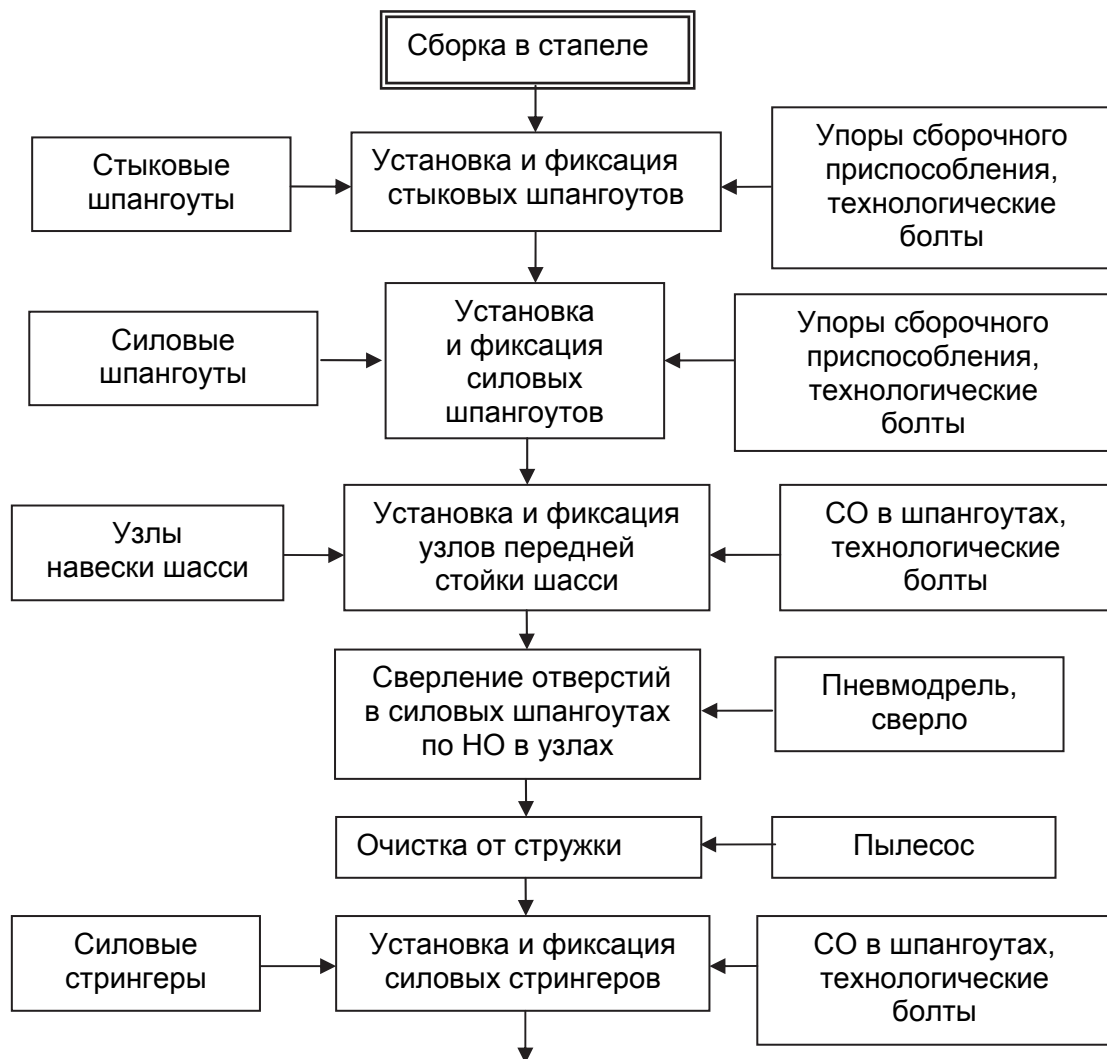 Сборка в стапеле
Стыковые
шпангоуты
Установка и фиксация
стыковых шпангоутов
Упоры сборочного
приспособления,
технологические
болты
Силовые
шпангоуты
Установка
и фиксация
силовых
шпангоутов
Упоры сборочного
приспособления,
технологические
болты
Узлы
навески шасси
Установка и фиксация
узлов передней
стойки шасси
СО в шпангоутах,
технологические
болты
Сверление отверстий
в силовых шпангоутах
по НО в узлах
Пневмодрель,
сверло
Очистка от стружки
Пылесос
Силовые
стрингеры
Установка и фиксация
силовых стрингеров
СО в шпангоутах,
технологические
болты